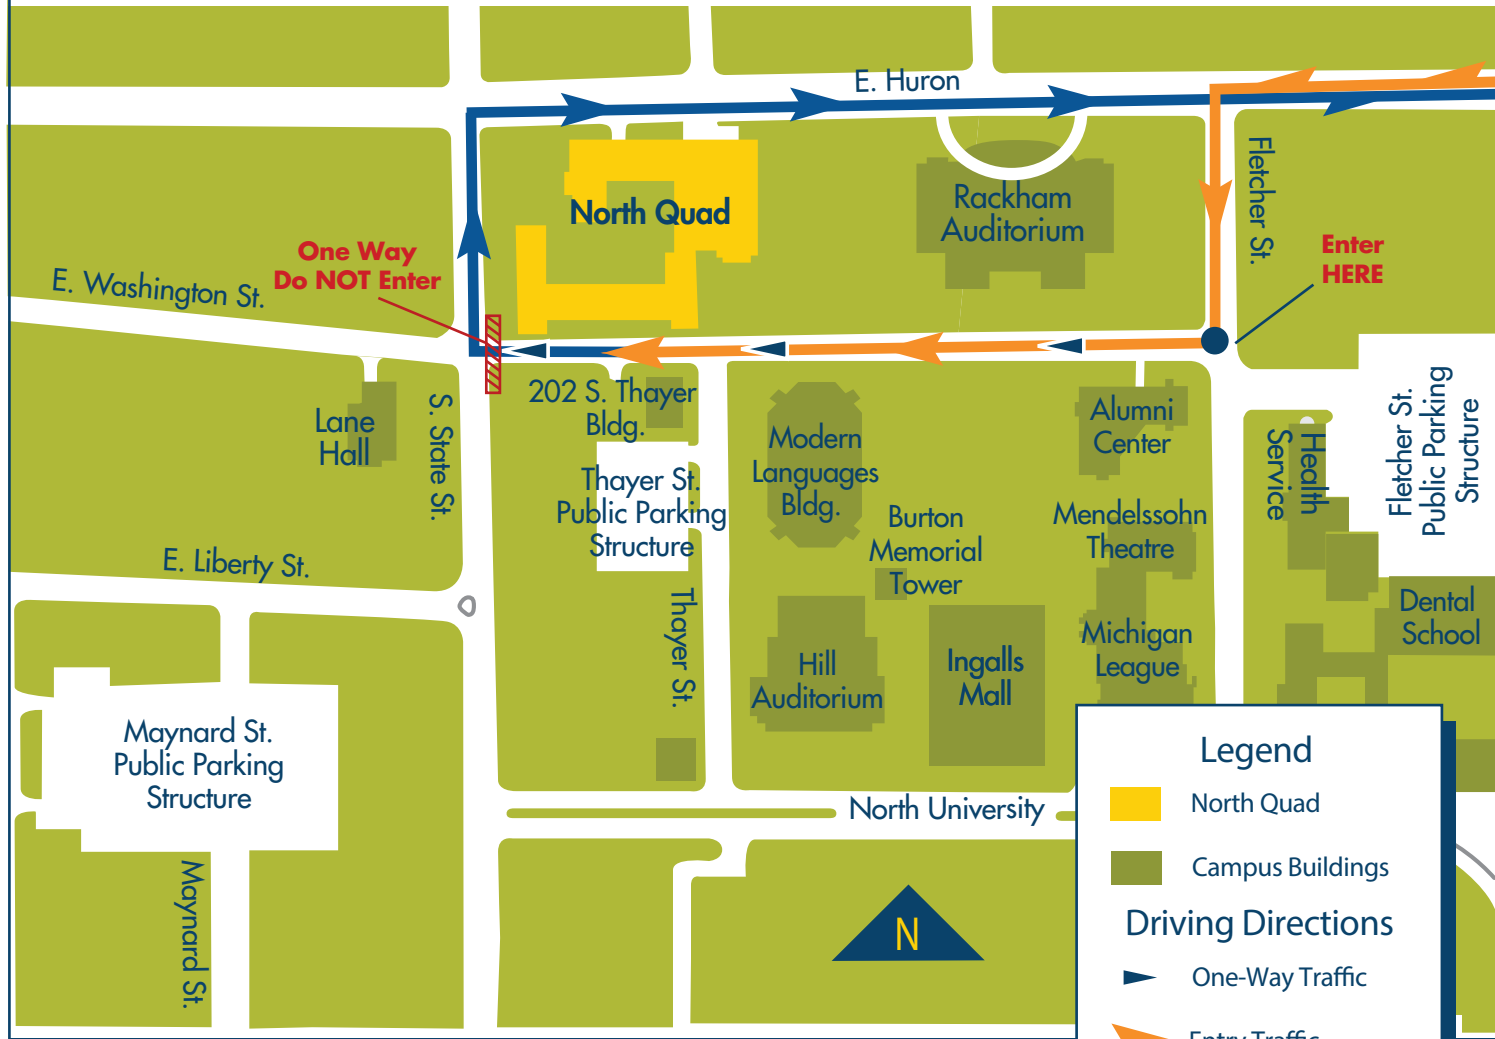 E. Huron
Fletcher St.
North Quad
Rackham
Auditorium
One Way
Do NOT Enter
Enter
HERE
E. Washington St.
202 S. Thayer
Bldg.
Lane
Hall
S. State St.
Modern
Languages
Bldg.
Alumni
Center
Health
Service
Fletcher St.
Public Parking
Structure
Thayer St.
Public Parking
Structure
Burton
Memorial
Tower
Mendelssohn
Theatre
E. Liberty St.
Thayer St.
Dental
School
Hill
Auditorium
Ingalls
Mall
Michigan
League
Maynard St.
Public Parking
Structure
North University
Maynard St.
N
Legend
North Quad
Campus Buildings
Driving Directions
One-Way Traffic
Entry Traffic